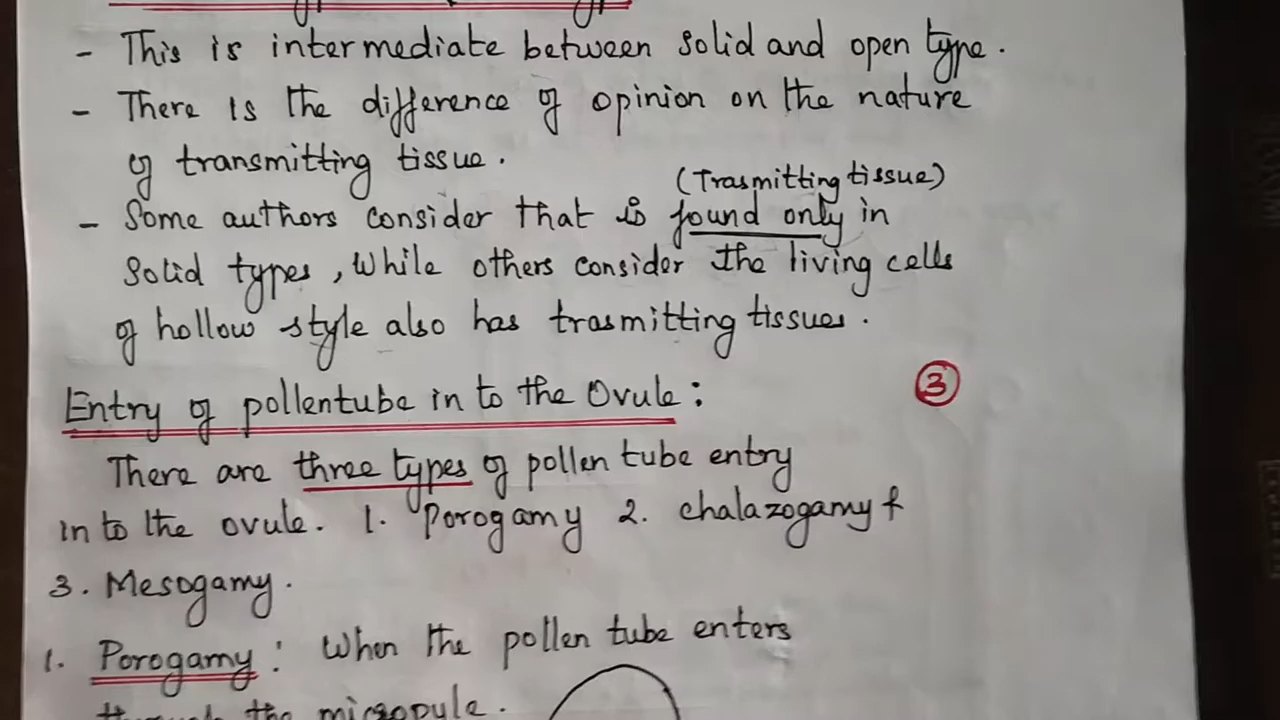 - This is intermediate between solid and open type.
- There is the difference of opinion on the nature
of transmitting tissue.
(Trasmitting tissue)
- Some authors consider that is found only in
Solid types, While others consider the living cells
of hollow style also has trasmitting tissues.
Entry of pollentube in to the Ovule:
3
There are three types of pollen tube entry
in to the ovule. 1. Porogamy 2. chalazogamy &
3. Mesogamy.
1. Porogamy: When the pollen tube enters
through the micropule.